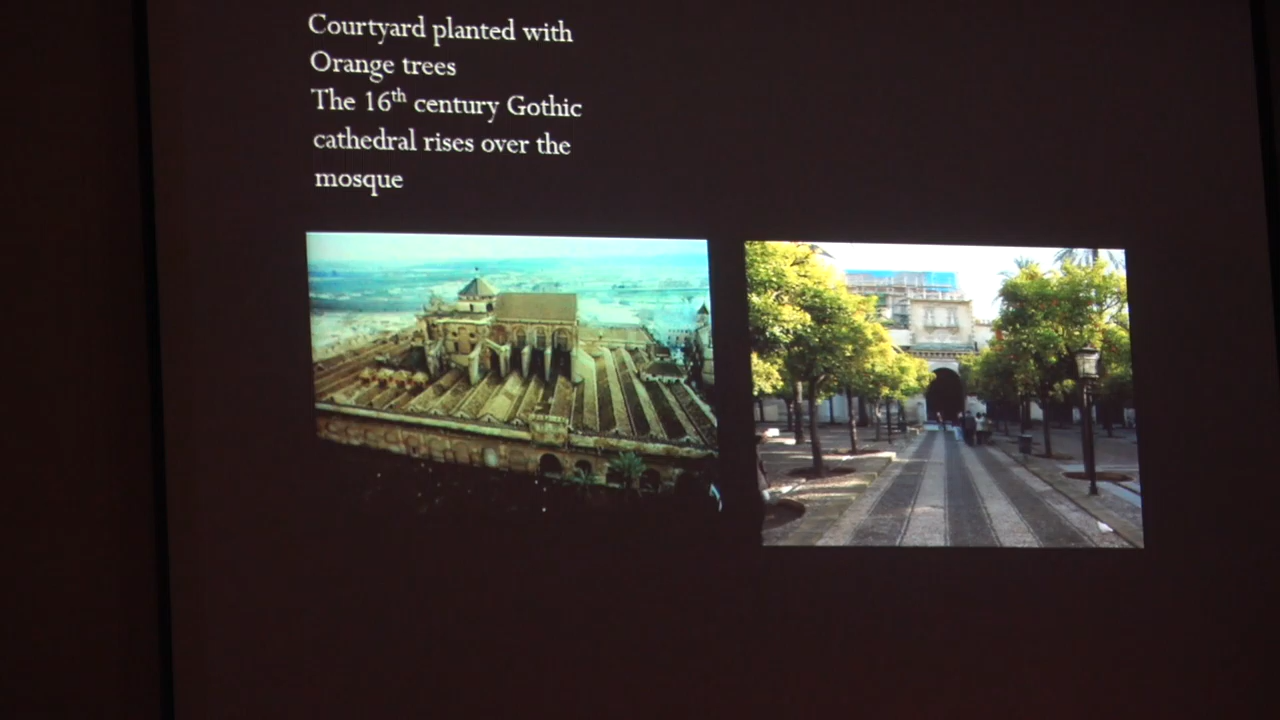 Courtyard planted with
Orange trees
The 16th century Gothic
cathedral rises over the
mosque